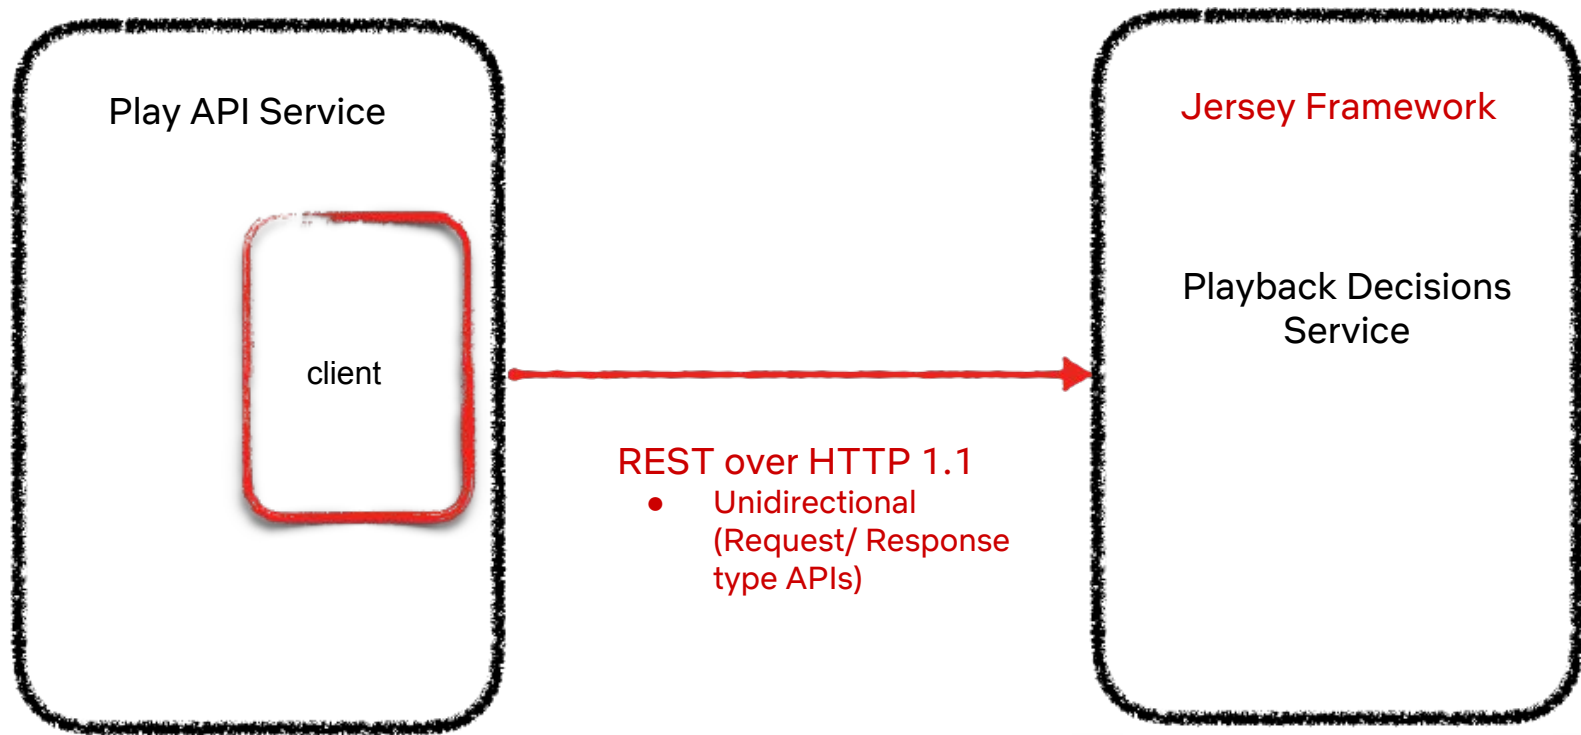 Play API Service
client
REST over HTTP 1.1
● Unidirectional
(Request/ Response
type APIs)
Jersey Framework
Playback Decisions
Service